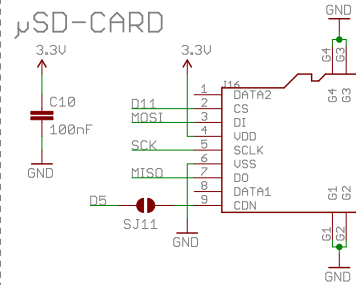 µSD-CARD
GND
3.3V
3.3V
G4
G3
J16
1 DATA2
C10
D11
2 CS
G4
G3
100nF
MOSI
3 DI
4 VDD
SCK
5 SCLK
6 VSS
GND
MISO
7 DO
8 DATA1
G1
G2
D5
9 CDN
SJ11
G1
G2
GND
GND